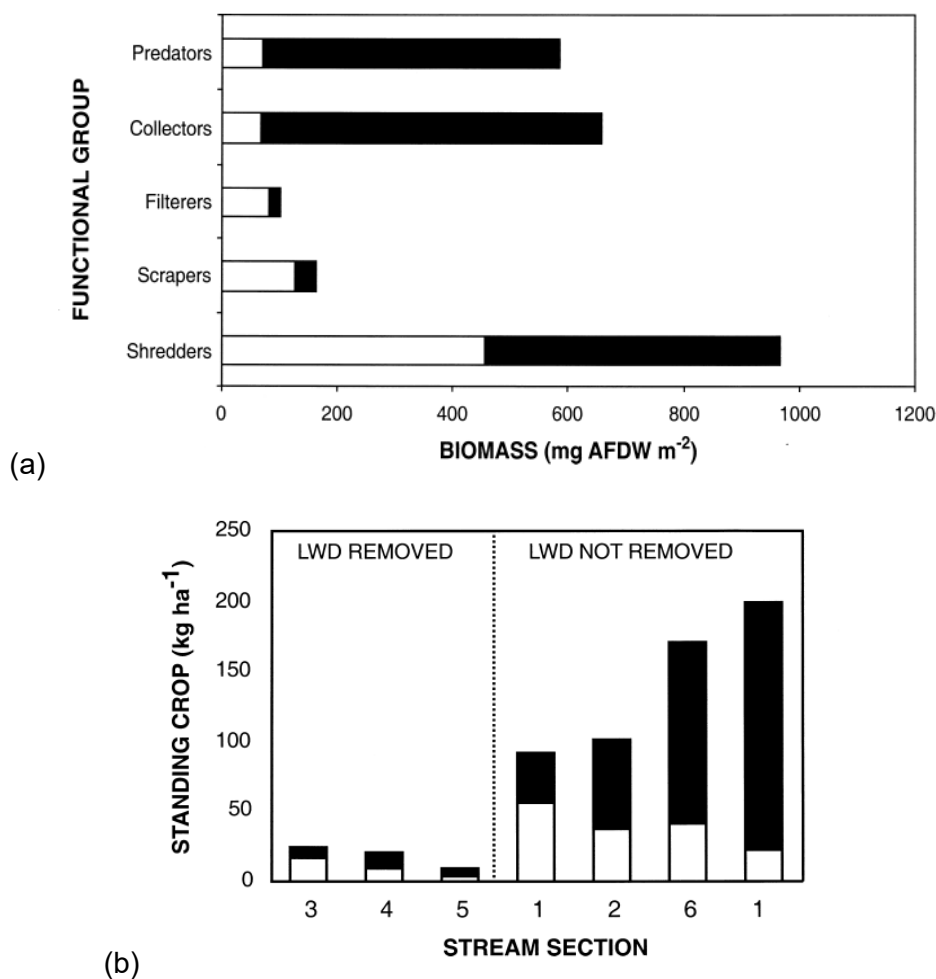 FUNCTIONAL GROUP
Predators
Collectors
Filterers
Scrapers
Shredders
0 200 400 600 800 1000 1200
BIOMASS (mg AFDW m⁻²)
(a)
STANDING CROP (kg ha⁻¹)
250
200
150
100
50
0
LWD REMOVED LWD NOT REMOVED
3 4 5 1 2 6 1
STREAM SECTION
(b)